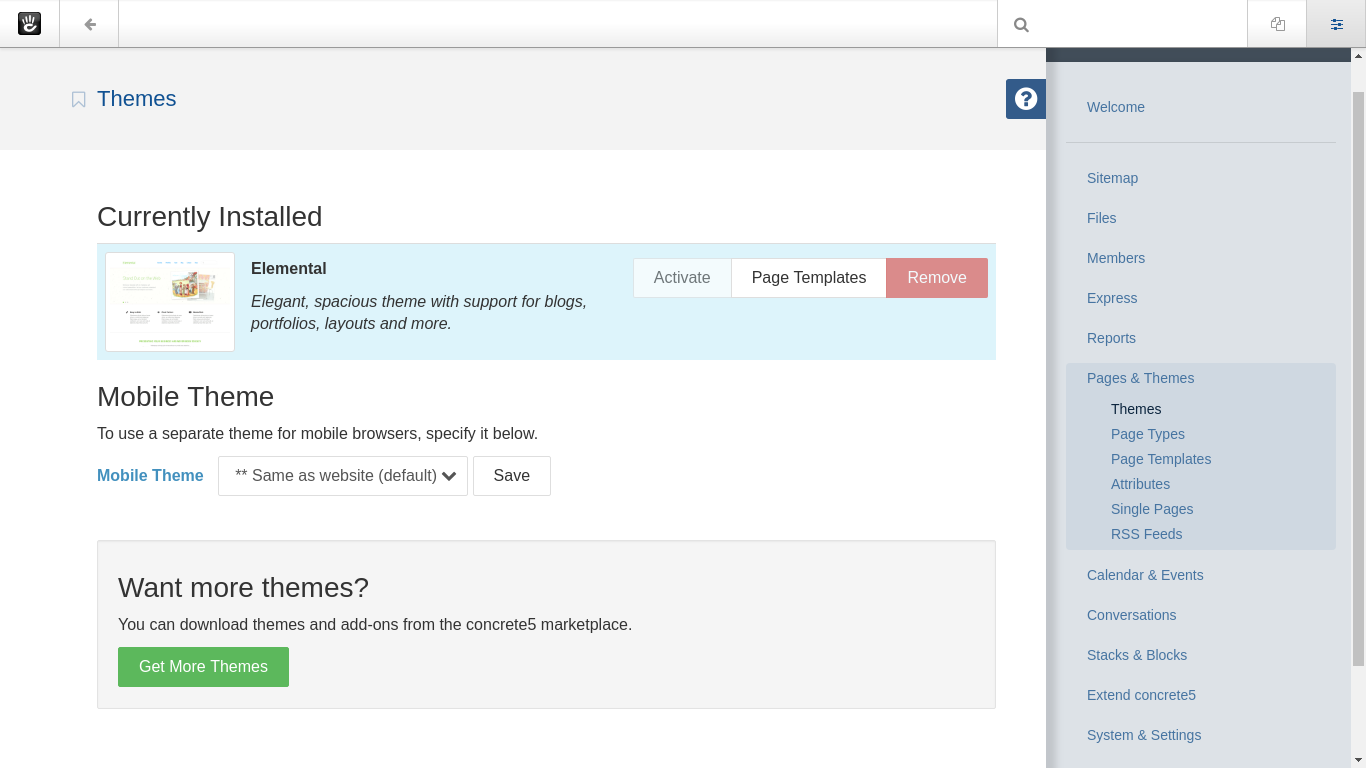 Themes
Currently Installed
Elemental
Elegant, spacious theme with support for blogs,
portfolios, layouts and more.
Activate
Page Templates
Remove
Mobile Theme
To use a separate theme for mobile browsers, specify it below.
Mobile Theme
** Same as website (default)
Save
Want more themes?
You can download themes and add-ons from the concrete5 marketplace.
Get More Themes
Welcome
Sitemap
Files
Members
Express
Reports
Pages & Themes
Themes
Page Types
Page Templates
Attributes
Single Pages
RSS Feeds
Calendar & Events
Conversations
Stacks & Blocks
Extend concrete5
System & Settings